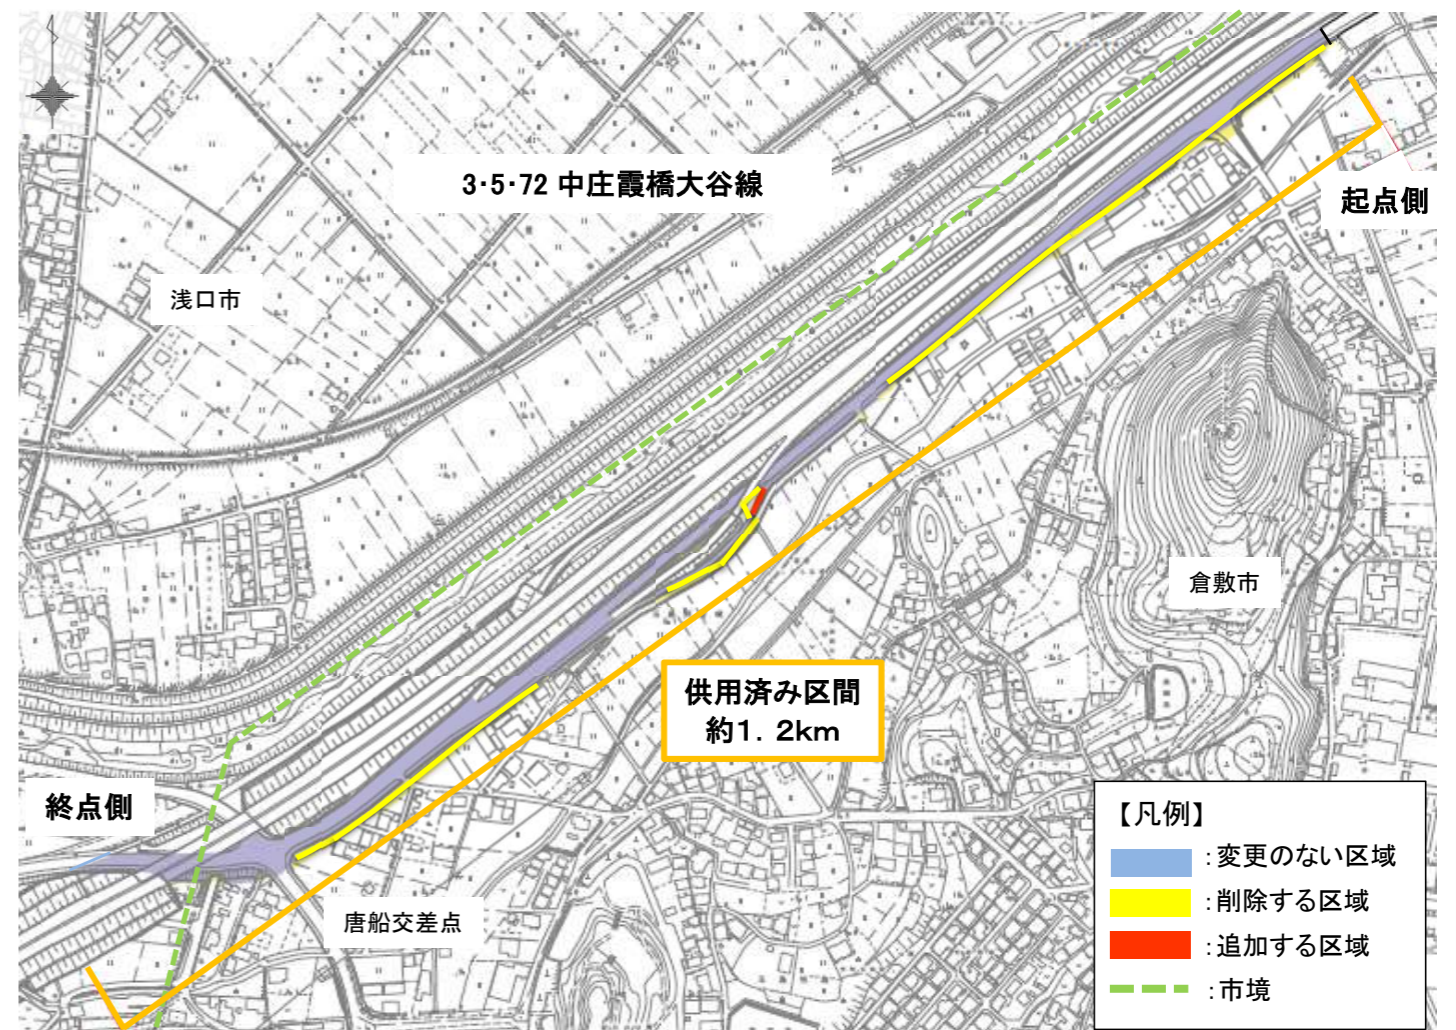 3・5・72 中庄霞橋大谷線
起点側
浅口市
倉敷市
供用済み区間
約1．2km
終点側
唐船交差点
【凡例】
：変更のない区域
：削除する区域
：追加する区域
：市境